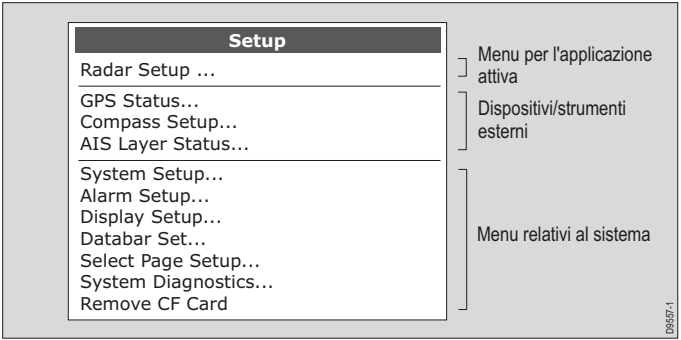 Setup
Radar Setup ...
Menu per l'applicazione
attiva
GPS Status...
Compass Setup...
AIS Layer Status...
Dispositivi/strumenti
esterni
System Setup...
Alarm Setup...
Display Setup...
Databar Set...
Select Page Setup...
System Diagnostics...
Remove CF Card
Menu relativi al sistema
D9557-1